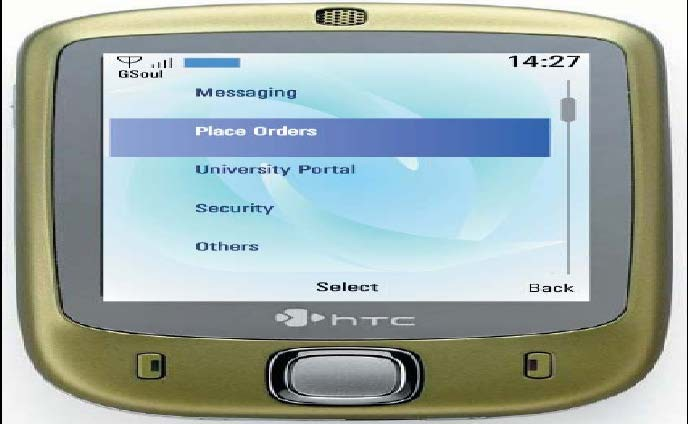 14:27
GSoul
Messaging
Place Orders
University Portal
Security
Others
Select Back
hTC